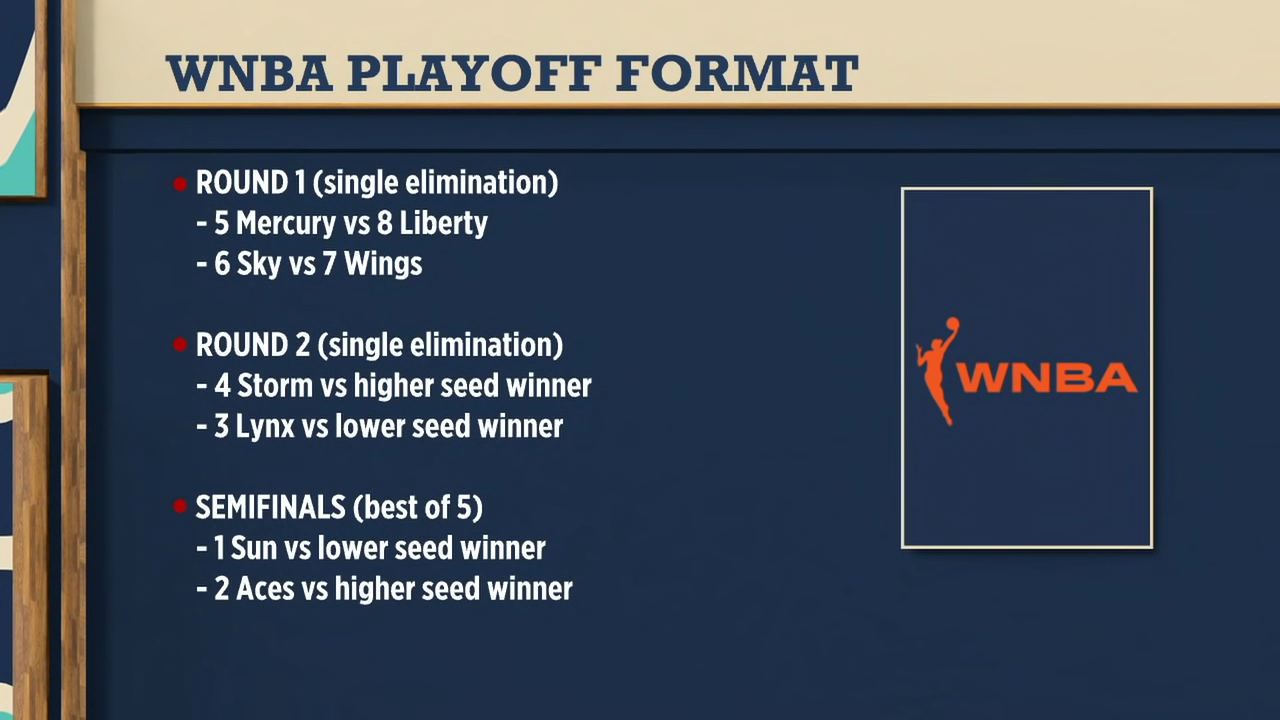 WNBA PLAYOFF FORMAT
ROUND 1 (single elimination)
- 5 Mercury vs 8 Liberty
- 6 Sky vs 7 Wings
ROUND 2 (single elimination)
- 4 Storm vs higher seed winner
- 3 Lynx vs lower seed winner
SEMIFINALS (best of 5)
- 1 Sun vs lower seed winner
- 2 Aces vs higher seed winner
WNBA